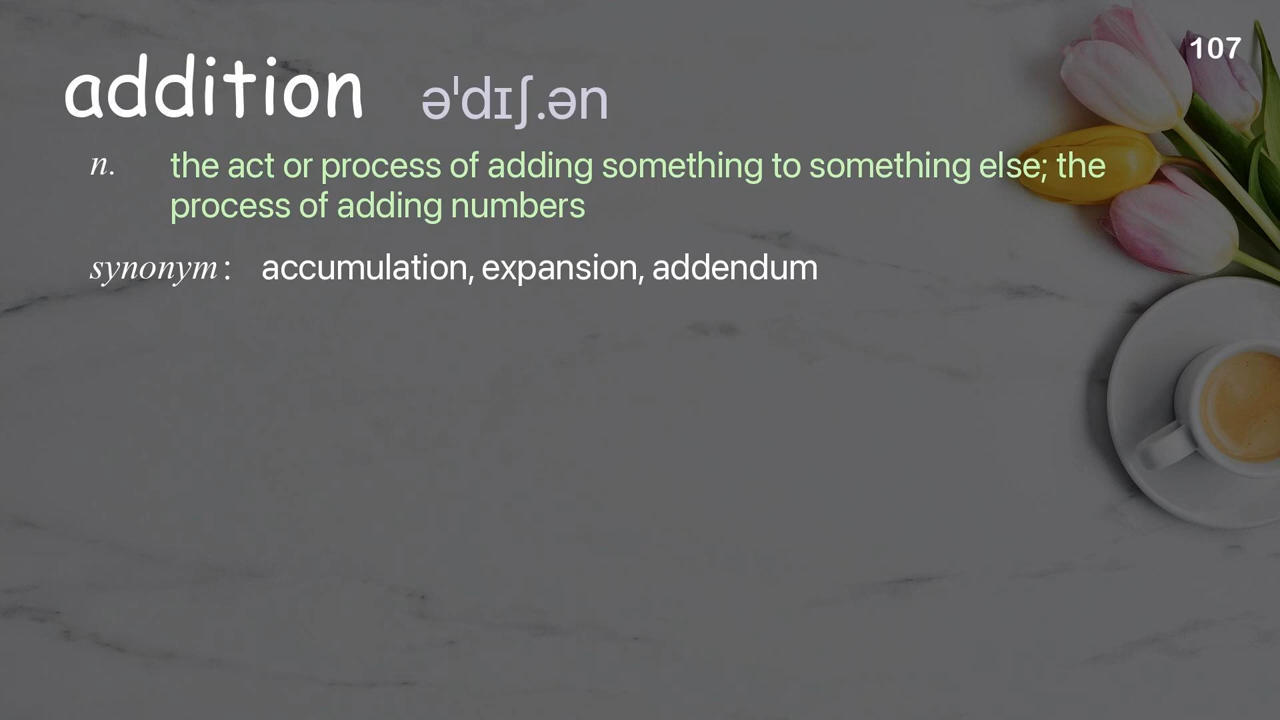 107
addition əˈdɪʃ.ən
n. the act or process of adding something to something else; the
process of adding numbers
synonym: accumulation, expansion, addendum